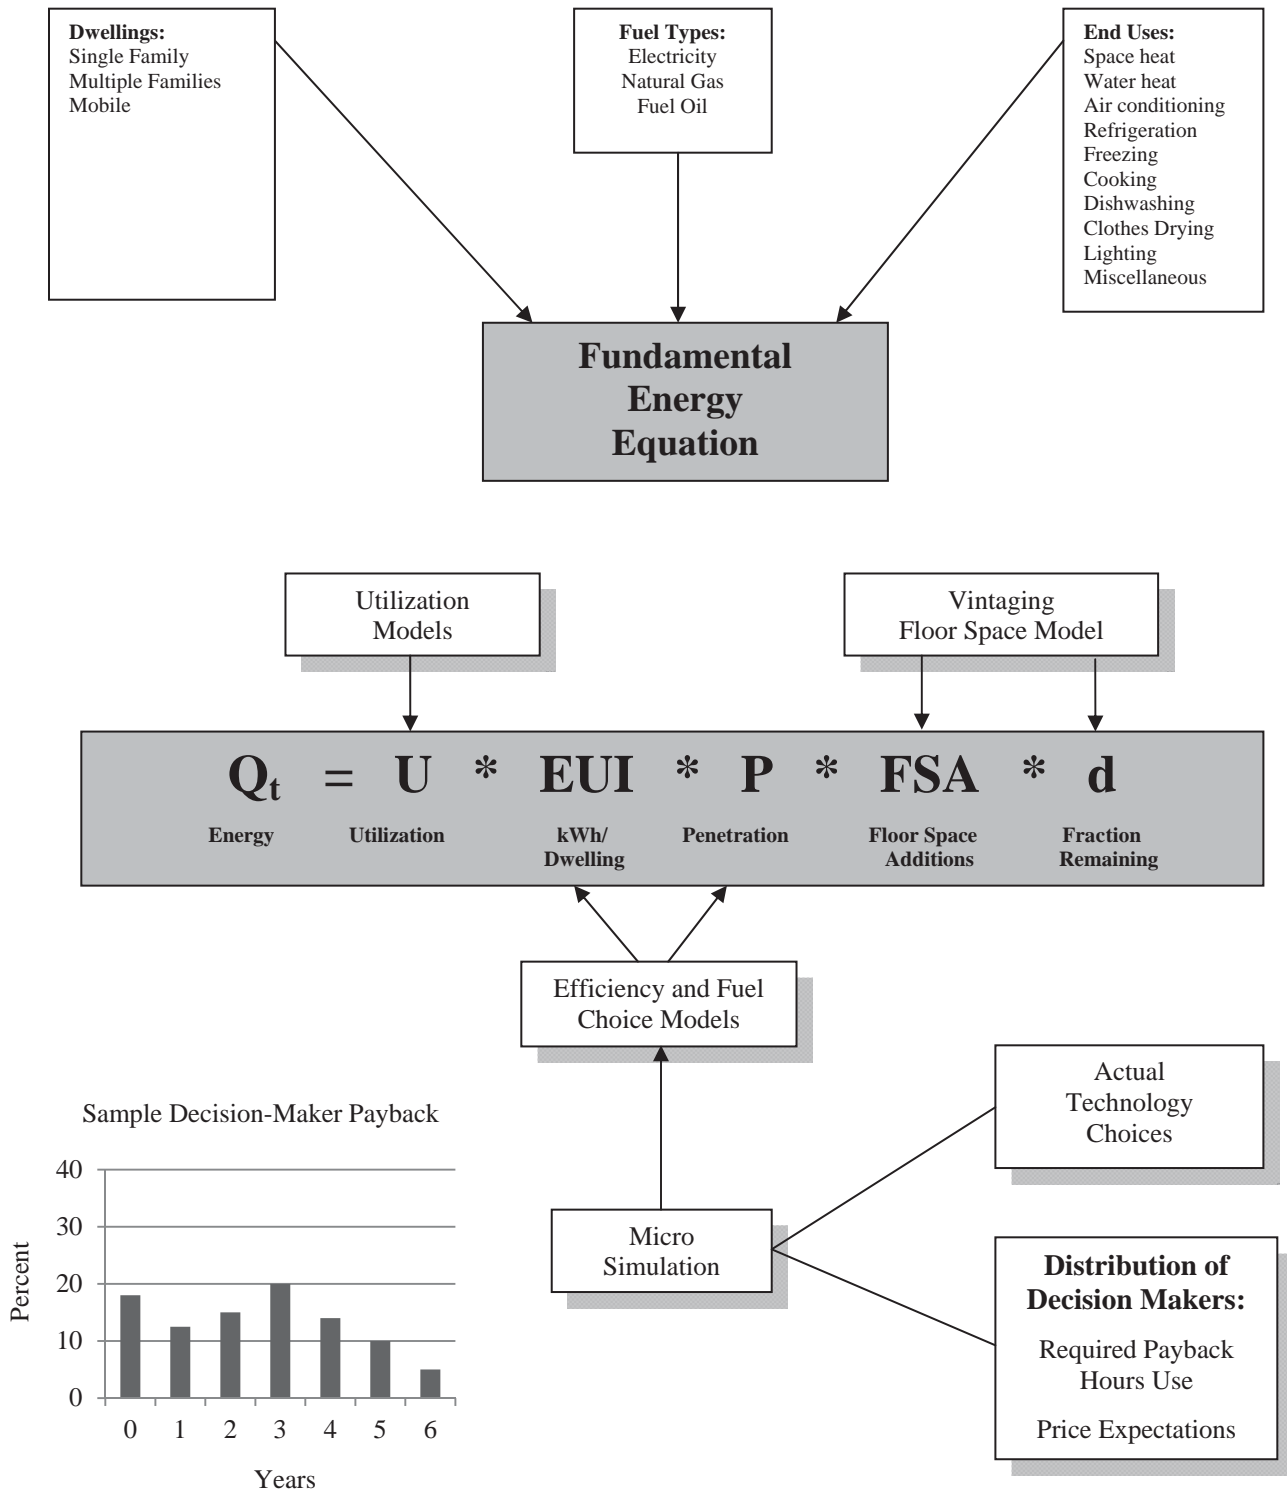 Dwellings:
Single Family
Multiple Families
Mobile
Fuel Types:
Electricity
Natural Gas
Fuel Oil
End Uses:
Space heat
Water heat
Air conditioning
Refrigeration
Freezing
Cooking
Dishwashing
Clothes Drying
Lighting
Miscellaneous
Fundamental
Energy
Equation
Utilization
Models
Vintaging
Floor Space Model
Qt = U * EUI * P * FSA * d
Energy Utilization kWh/ Penetration Floor Space Fraction
Dwelling Additions Remaining
Efficiency and Fuel
Choice Models
Actual
Technology
Choices
Micro
Simulation
Distribution of
Decision Makers:
Required Payback
Hours Use
Price Expectations
Sample Decision-Maker Payback
Percent
40
30
20
10
0
0 1 2 3 4 5 6
Years